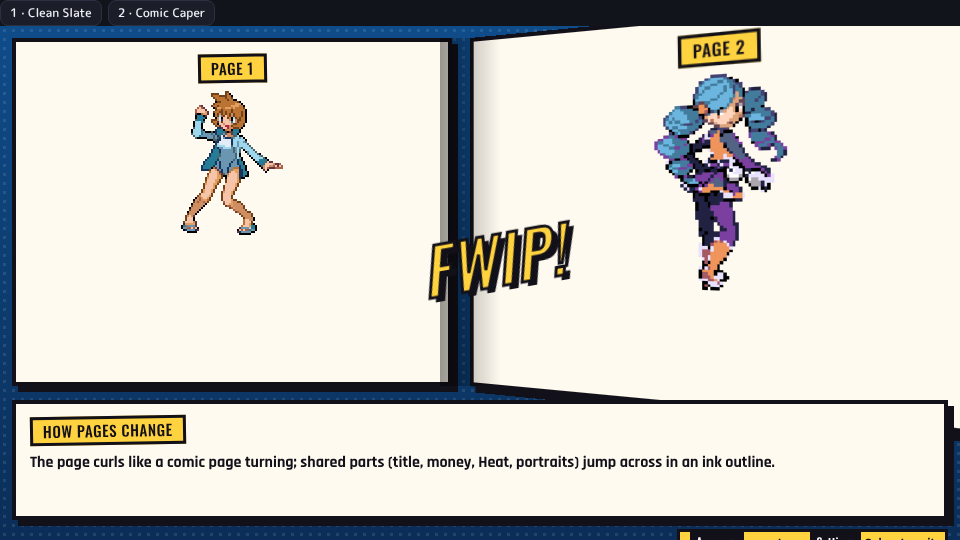 1 · Clean Slate
2 · Comic Caper
PAGE 1
PAGE 2
FWIP!
HOW PAGES CHANGE
The page curls like a comic page turning; shared parts (title, money, Heat, portraits) jump across in an ink outline.